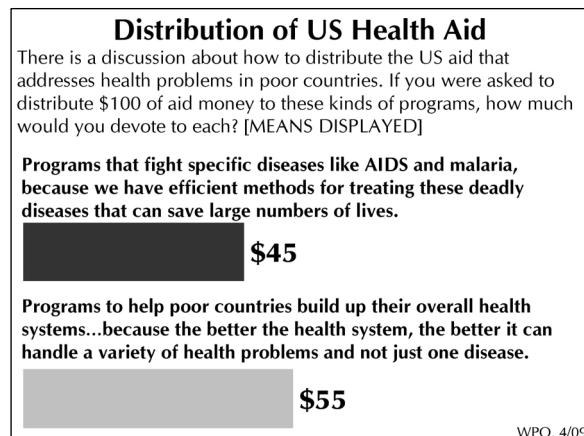 Distribution of US Health Aid
There is a discussion about how to distribute the US aid that
addresses health problems in poor countries. If you were asked to
distribute $100 of aid money to these kinds of programs, how much
would you devote to each? [MEANS DISPLAYED]
Programs that fight specific diseases like AIDS and malaria,
because we have efficient methods for treating these deadly
diseases that can save large numbers of lives.
$45
Programs to help poor countries build up their overall health
systems...because the better the health system, the better it can
handle a variety of health problems and not just one disease.
$55
WPO, 4/09